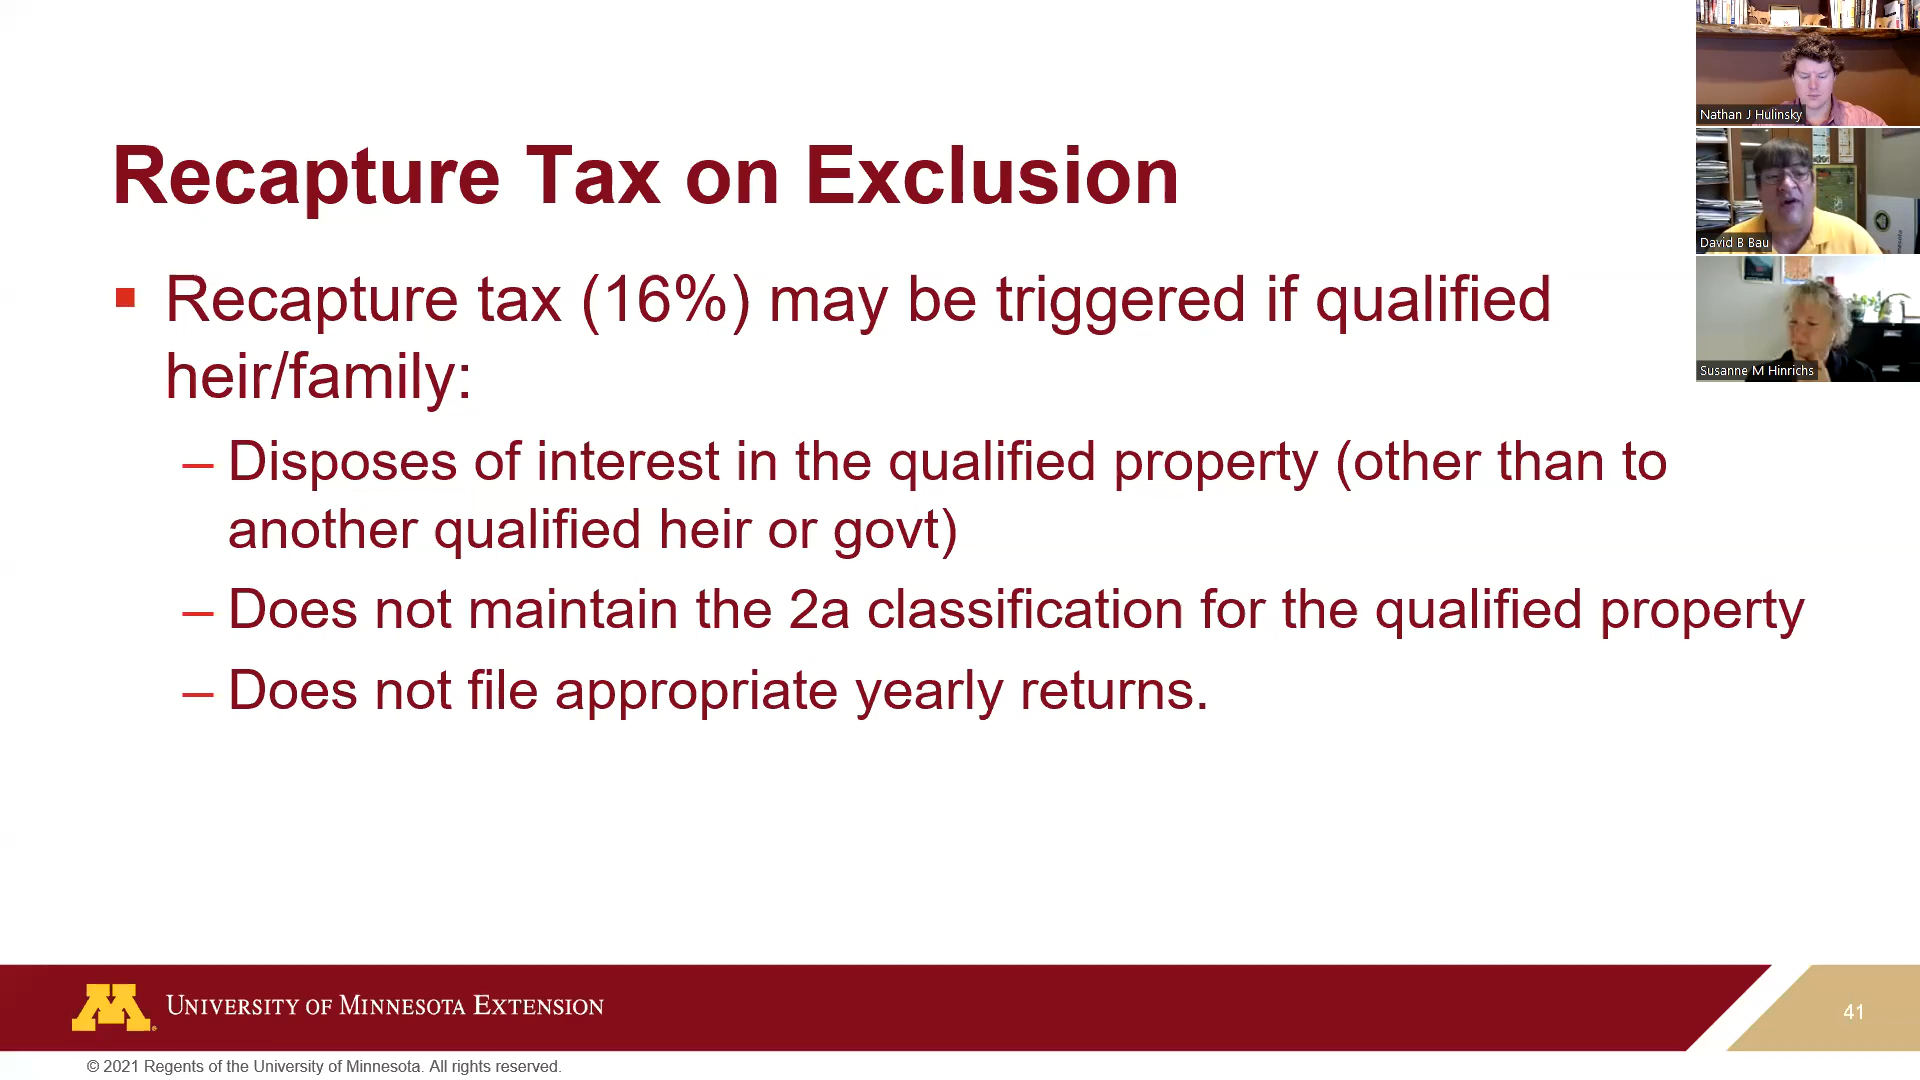 Recapture Tax on Exclusion
▪ Recapture tax (16%) may be triggered if qualified
heir/family:
– Disposes of interest in the qualified property (other than to
another qualified heir or govt)
– Does not maintain the 2a classification for the qualified property
– Does not file appropriate yearly returns.
Nathan J Hulinsky
David B Bau
Susanne M Hinrichs
M
UNIVERSITY OF MINNESOTA EXTENSION
41
© 2021 Regents of the University of Minnesota. All rights reserved.